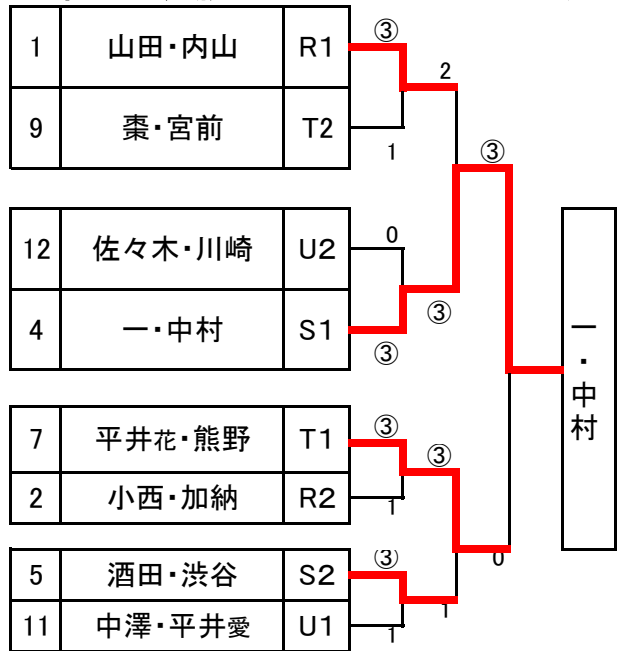 1 山田・内山 R1
③
2
9 棗・宮前 T2
1
③
12 佐々木・川崎 U2
0
4 一・中村 S1
③
③
一・中村
7 平井花・熊野 T1
③
③
2 小西・加納 R2
1
5 酒田・渋谷 S2
③
0
11 中澤・平井愛 U1
1
1